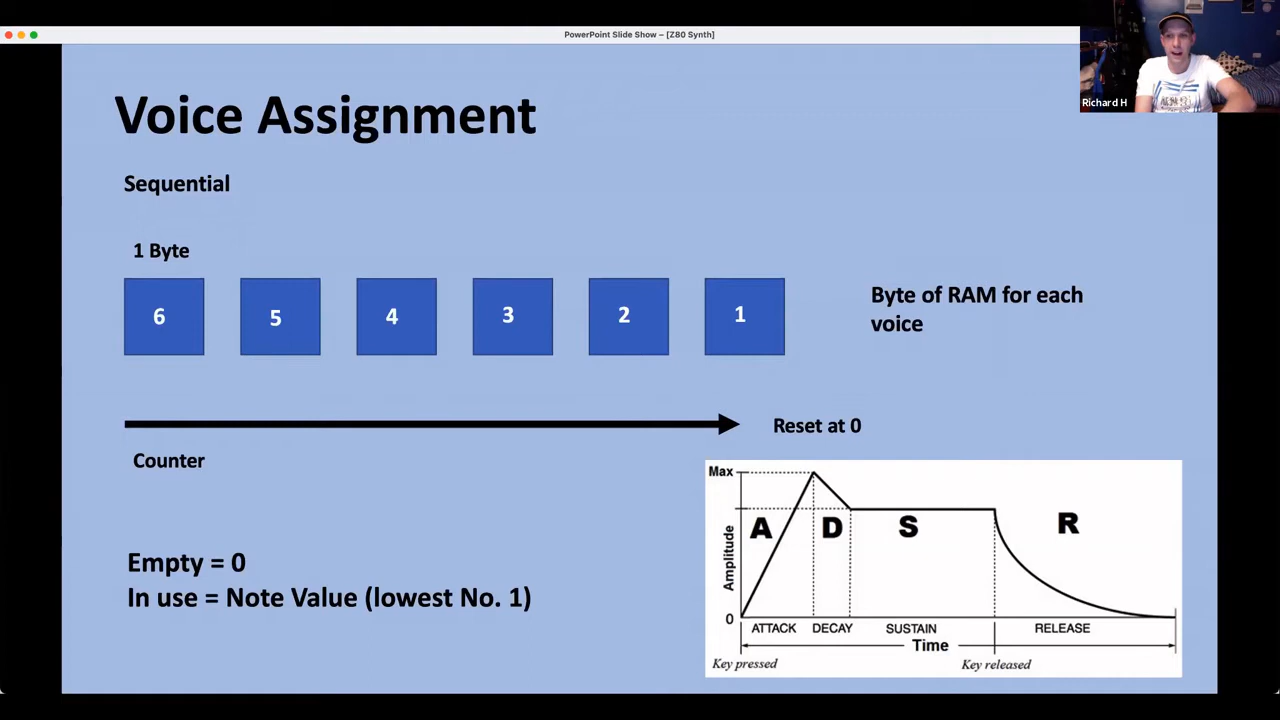 PowerPoint Slide Show – [Z80 Synth]
Richard H
Voice Assignment
Sequential
1 Byte
6 5 4 3 2 1
Byte of RAM for each
voice
Reset at 0
Counter
Empty = 0
In use = Note Value (lowest No. 1)
Max
A D S R
Amplitude
0
ATTACK DECAY SUSTAIN RELEASE
Time
Key pressed Key released